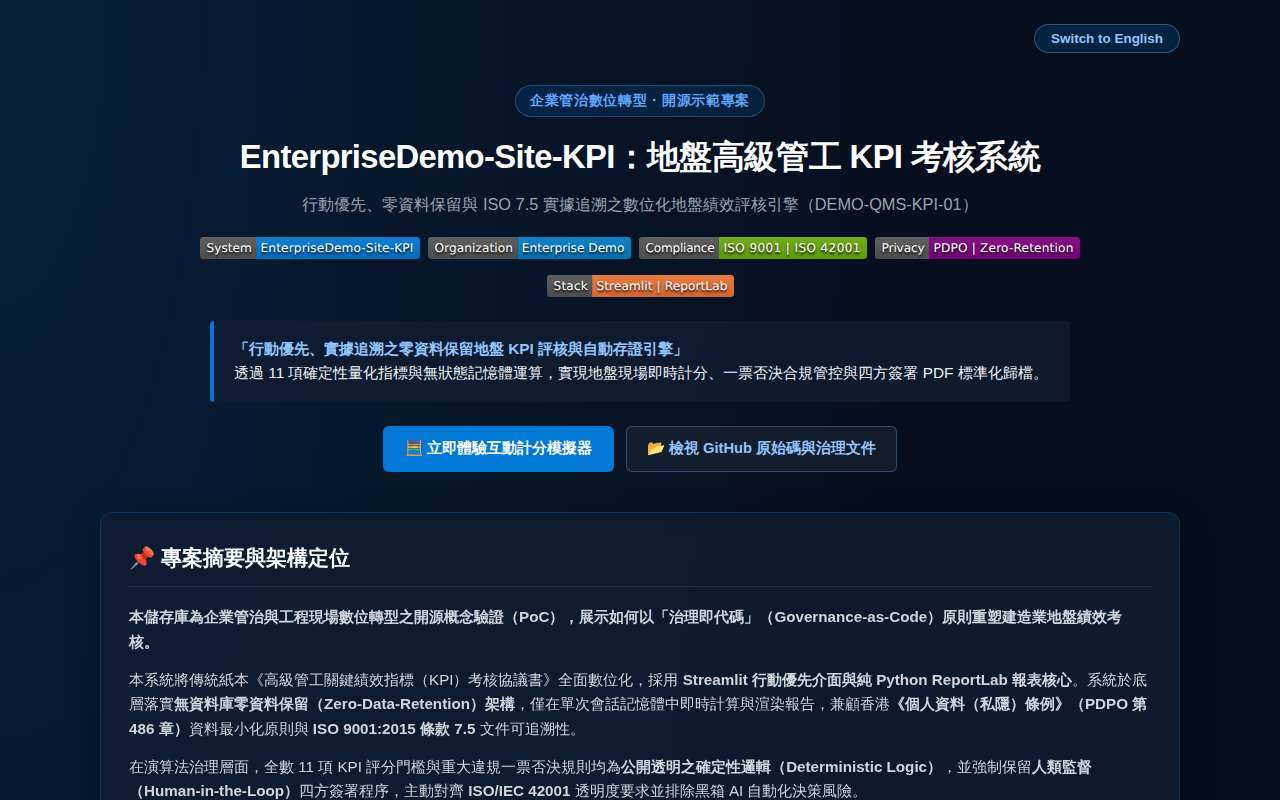 Switch to English
企業管治數位轉型 · 開源示範專案
EnterpriseDemo-Site-KPI：地盤高級管工 KPI 考核系統
行動優先、零資料保留與 ISO 7.5 實據追溯之數位化地盤績效評核引擎（DEMO-QMS-KPI-01）
System EnterpriseDemo-Site-KPI Organization Enterprise Demo Compliance ISO 9001 | ISO 42001 Privacy PDPO | Zero-Retention
Stack Streamlit | ReportLab
「行動優先、實據追溯之零資料保留地盤 KPI 評核與自動存證引擎」
透過 11 項確定性量化指標與無狀態記憶體運算，實現地盤現場即時計分、一票否決合規管控與四方簽署 PDF 標準化歸檔。
🧮 立即體驗互動計分模擬器
📂 檢視 GitHub 原始碼與治理文件
📌 專案摘要與架構定位
本儲存庫為企業管治與工程現場數位轉型之開源概念驗證（PoC），展示如何以「治理即代碼」（Governance-as-Code）原則重塑建造業地盤績效考
核。
本系統將傳統紙本《高級管工關鍵績效指標（KPI）考核協議書》全面數位化，採用 Streamlit 行動優先介面與純 Python ReportLab 報表核心。系統於底
層落實無資料庫零資料保留（Zero-Data-Retention）架構，僅在單次會話記憶體中即時計算與渲染報告，兼顧香港《個人資料（私隱）條例》（PDPO 第
486 章）資料最小化原則與 ISO 9001:2015 條款 7.5 文件可追溯性。
在演算法治理層面，全數 11 項 KPI 評分門檻與重大違規一票否決規則均為公開透明之確定性邏輯（Deterministic Logic），並強制保留人類監督
（Human-in-the-Loop）四方簽署程序，主動對齊 ISO/IEC 42001 透明度要求並排除黑箱 AI 自動化決策風險。